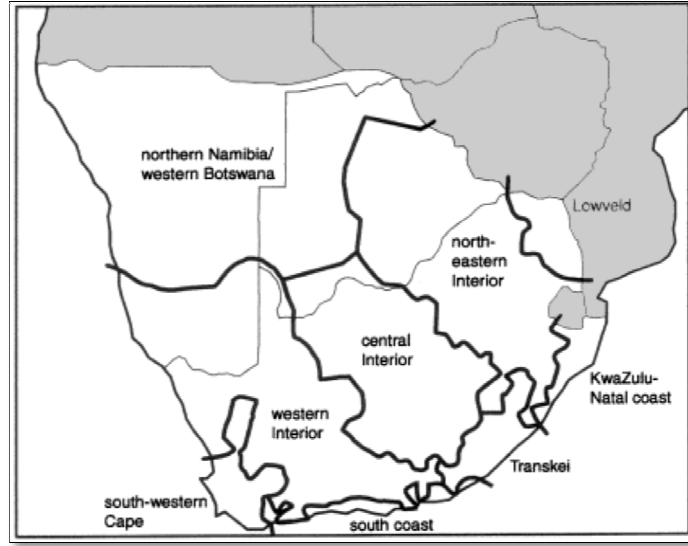 northern Namibia/
western Botswana
Lowveld
north-
eastern
Interior
central
Interior
KwaZulu-
Natal coast
western
Interior
Transkei
south-western
Cape
south coast